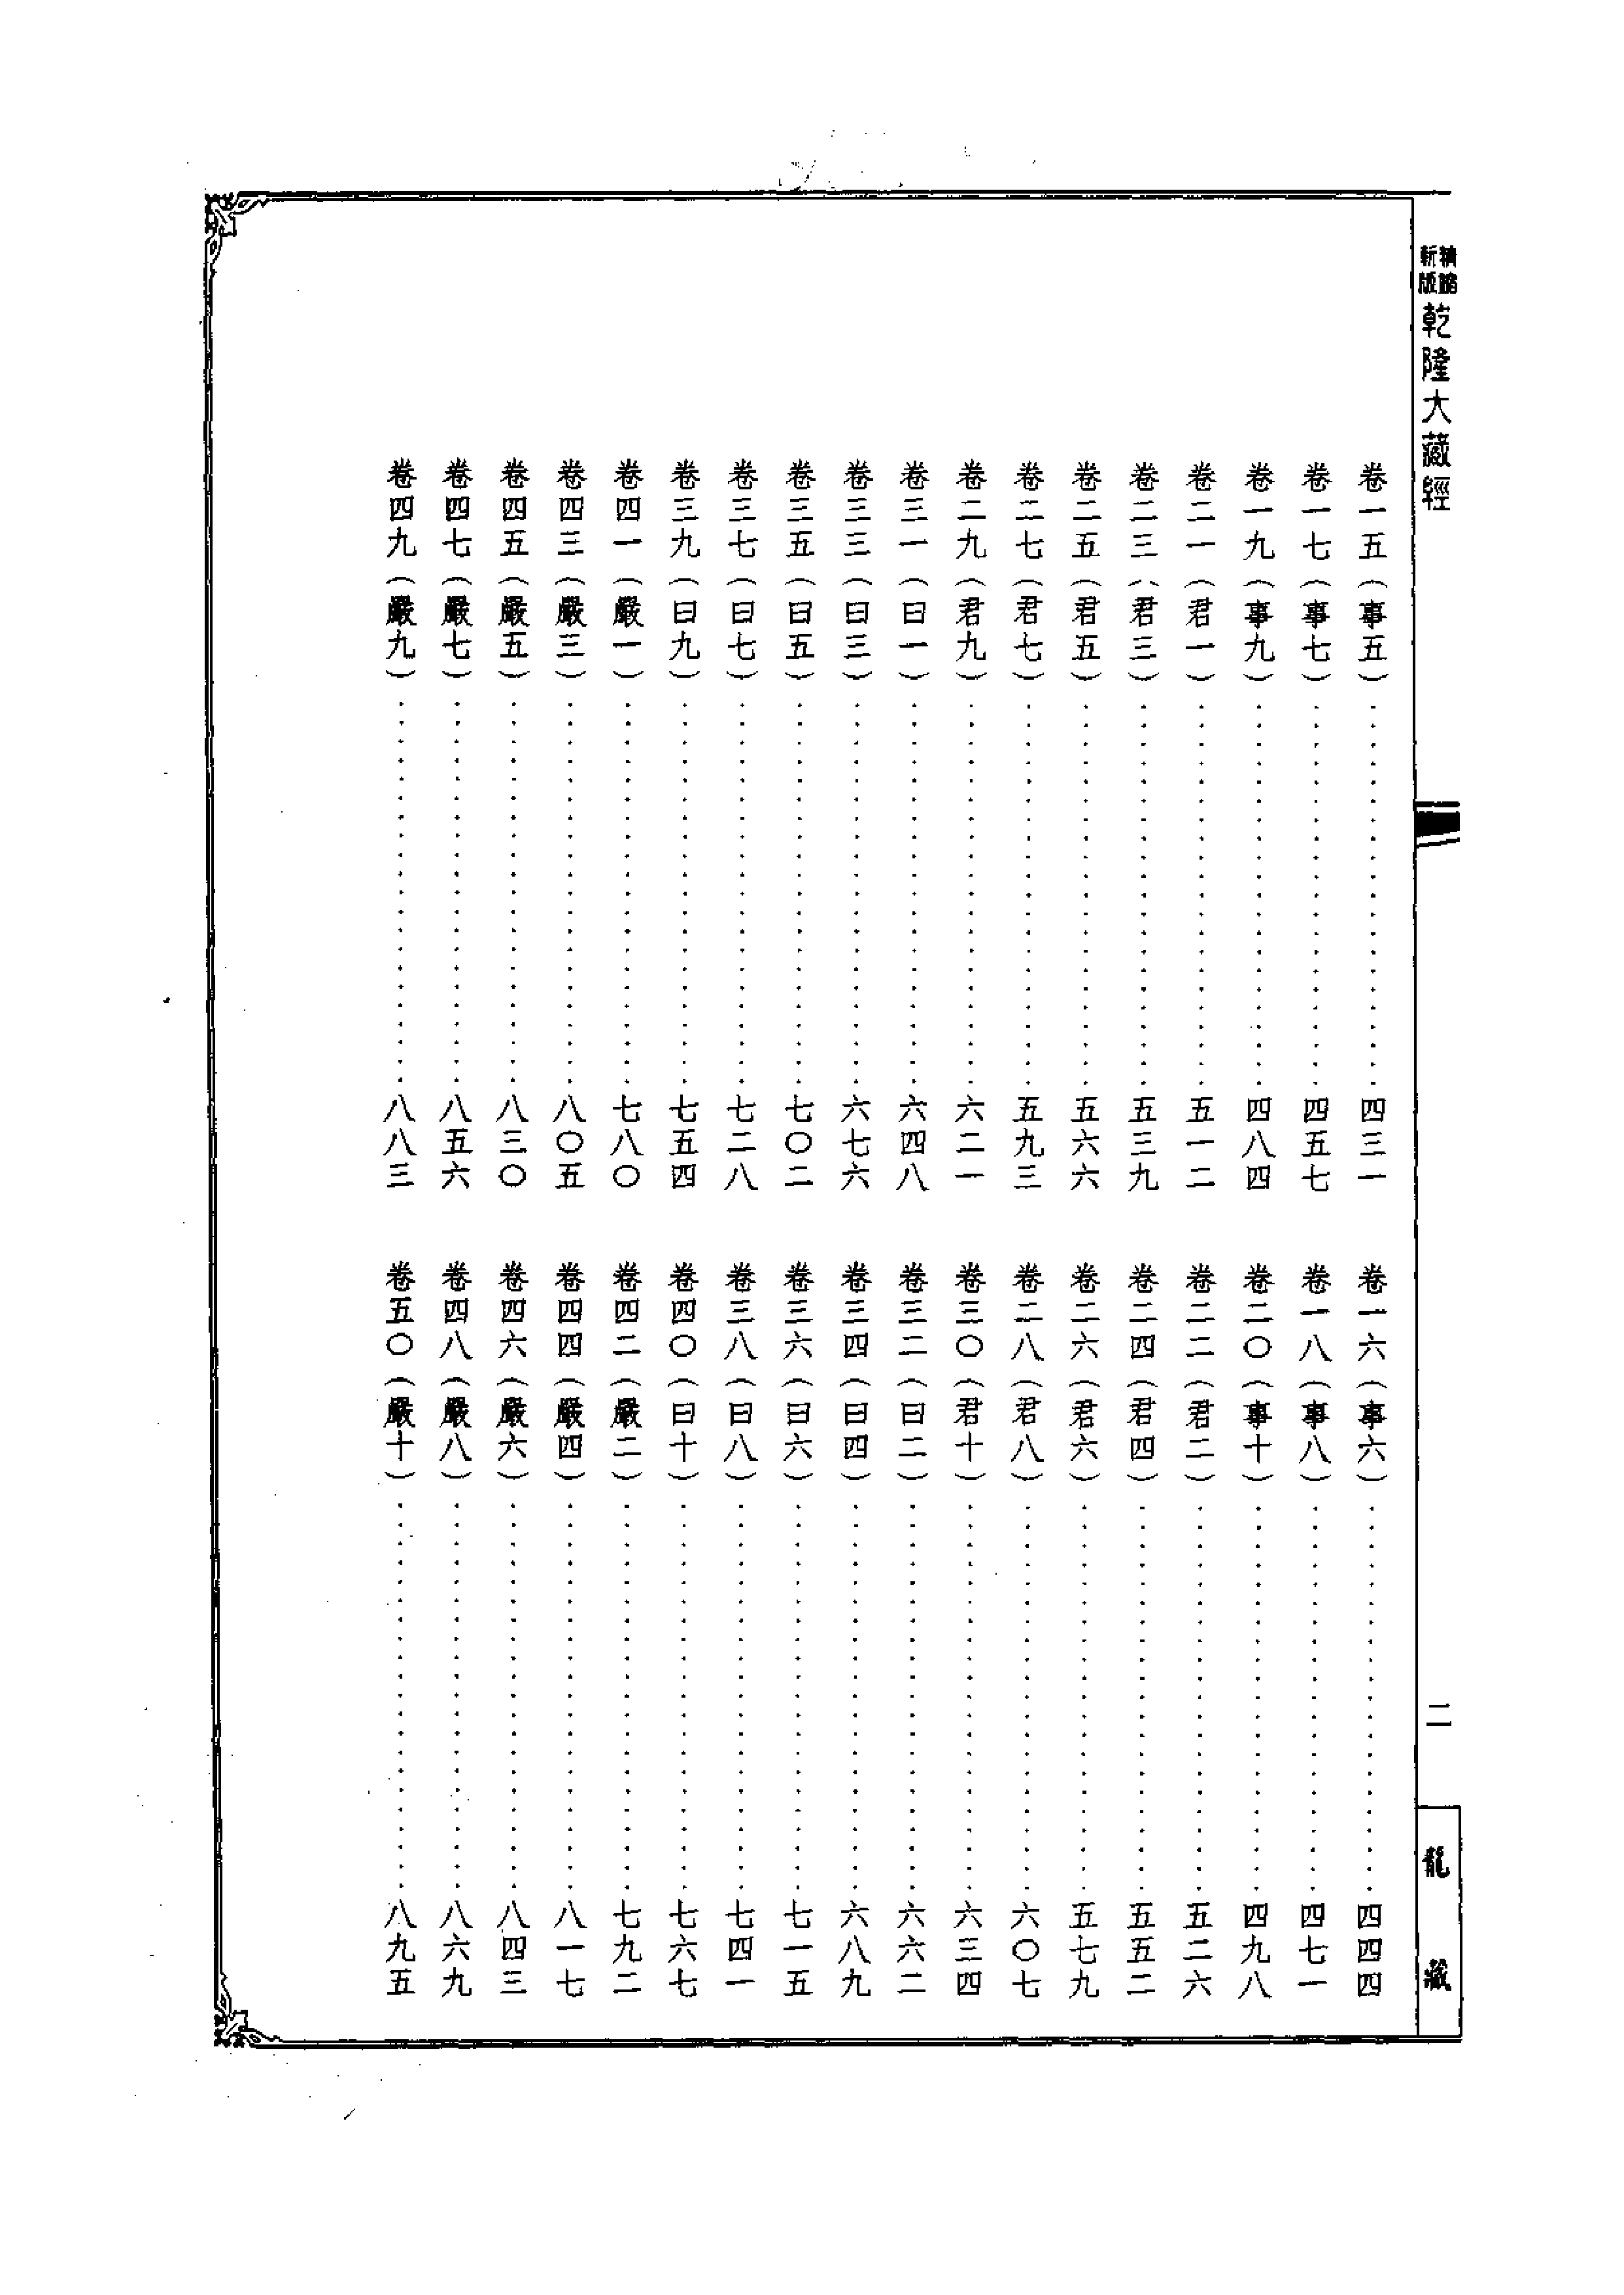 精縮
新版
乾隆大藏經
卷一五(事五)……四三一
卷一六(事六)……四四四
卷一七(事七)……四五七
卷一八(事八)……四七一
卷一九(事九)……四八四
卷二〇(事十)……四九八
卷二一(君一)……五一二
卷二二(君二)……五二六
卷二三(君三)……五三九
卷二四(君四)……五五二
卷二五(君五)……五六六
卷二六(君六)……五七九
卷二七(君七)……五九三
卷二八(君八)……六〇七
卷二九(君九)……六二一
卷三〇(君十)……六三四
卷三一(曰一)……六四八
卷三二(曰二)……六六二
卷三三(曰三)……六七六
卷三四(曰四)……六八九
卷三五(曰五)……七〇二
卷三六(曰六)……七一五
卷三七(曰七)……七二八
卷三八(曰八)……七四一
卷三九(曰九)……七五四
卷四〇(曰十)……七六七
卷四一(嚴一)……七八〇
卷四二(嚴二)……七九二
卷四三(嚴三)……八〇五
卷四四(嚴四)……八一七
卷四五(嚴五)……八三〇
卷四六(嚴六)……八四三
卷四七(嚴七)……八五六
卷四八(嚴八)……八六九
卷四九(嚴九)……八八三
卷五〇(嚴十)……八九五
二
龍藏